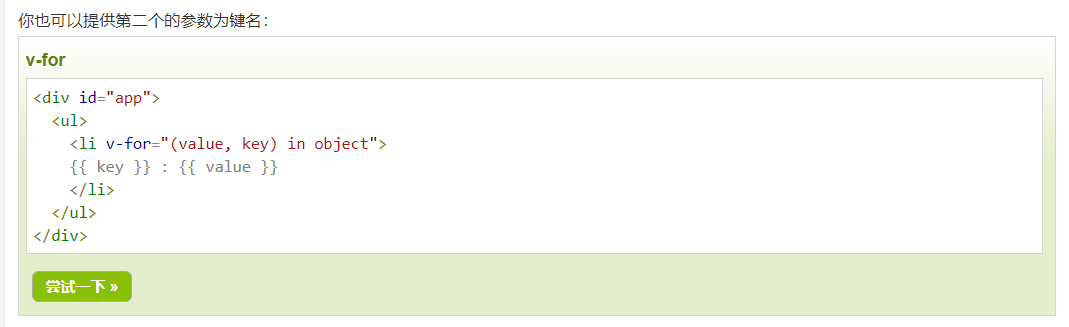 你也可以提供第二个的参数为键名：
v-for
<div id="app">
  <ul>
    <li v-for="(value, key) in object">
    {{ key }} : {{ value }}
    </li>
  </ul>
</div>
尝试一下 »